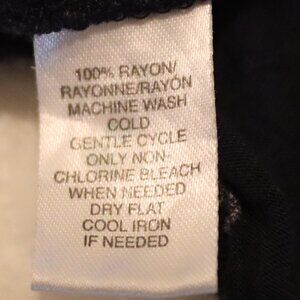 100% RAYON/
RAYONNE/RAYÓN
MACHINE WASH
COLD
GENTLE CYCLE
ONLY NON-
CHLORINE BLEACH
WHEN NEEDED
DRY FLAT
COOL IRON
IF NEEDED